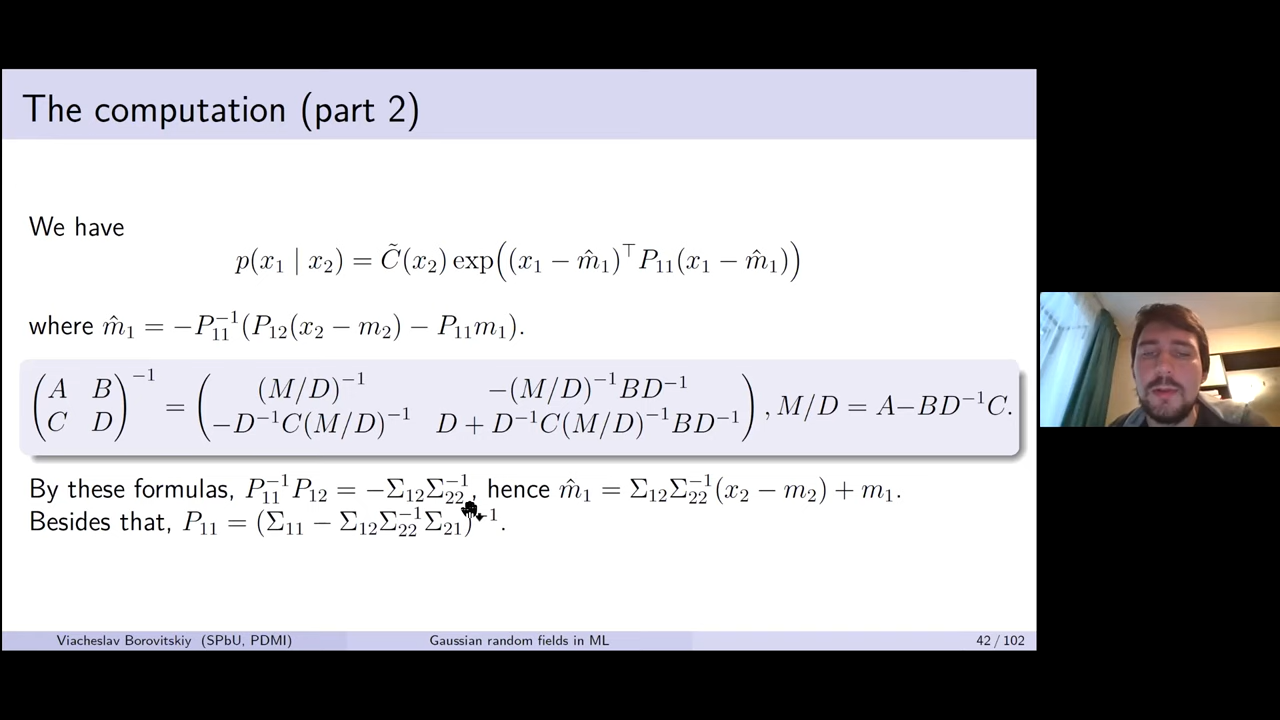 The computation (part 2)
We have
p(x₁ | x₂) = C̃(x₂) exp((x₁ − m̂₁)^⊤ P₁₁(x₁ − m̂₁))
where m̂₁ = −P₁₁⁻¹(P₁₂(x₂ − m₂) − P₁₁m₁).
(A B; C D)⁻¹ = ((M/D)⁻¹ −(M/D)⁻¹BD⁻¹; −D⁻¹C(M/D)⁻¹ D + D⁻¹C(M/D)⁻¹BD⁻¹), M/D = A−BD⁻¹C.
By these formulas, P₁₁⁻¹P₁₂ = −Σ₁₂Σ₂₂⁻¹, hence m̂₁ = Σ₁₂Σ₂₂⁻¹(x₂ − m₂) + m₁.
Besides that, P₁₁ = (Σ₁₁ − Σ₁₂Σ₂₂⁻¹Σ₂₁)⁻¹.
Viacheslav Borovitskiy (SPbU, PDMI) Gaussian random fields in ML 42 / 102